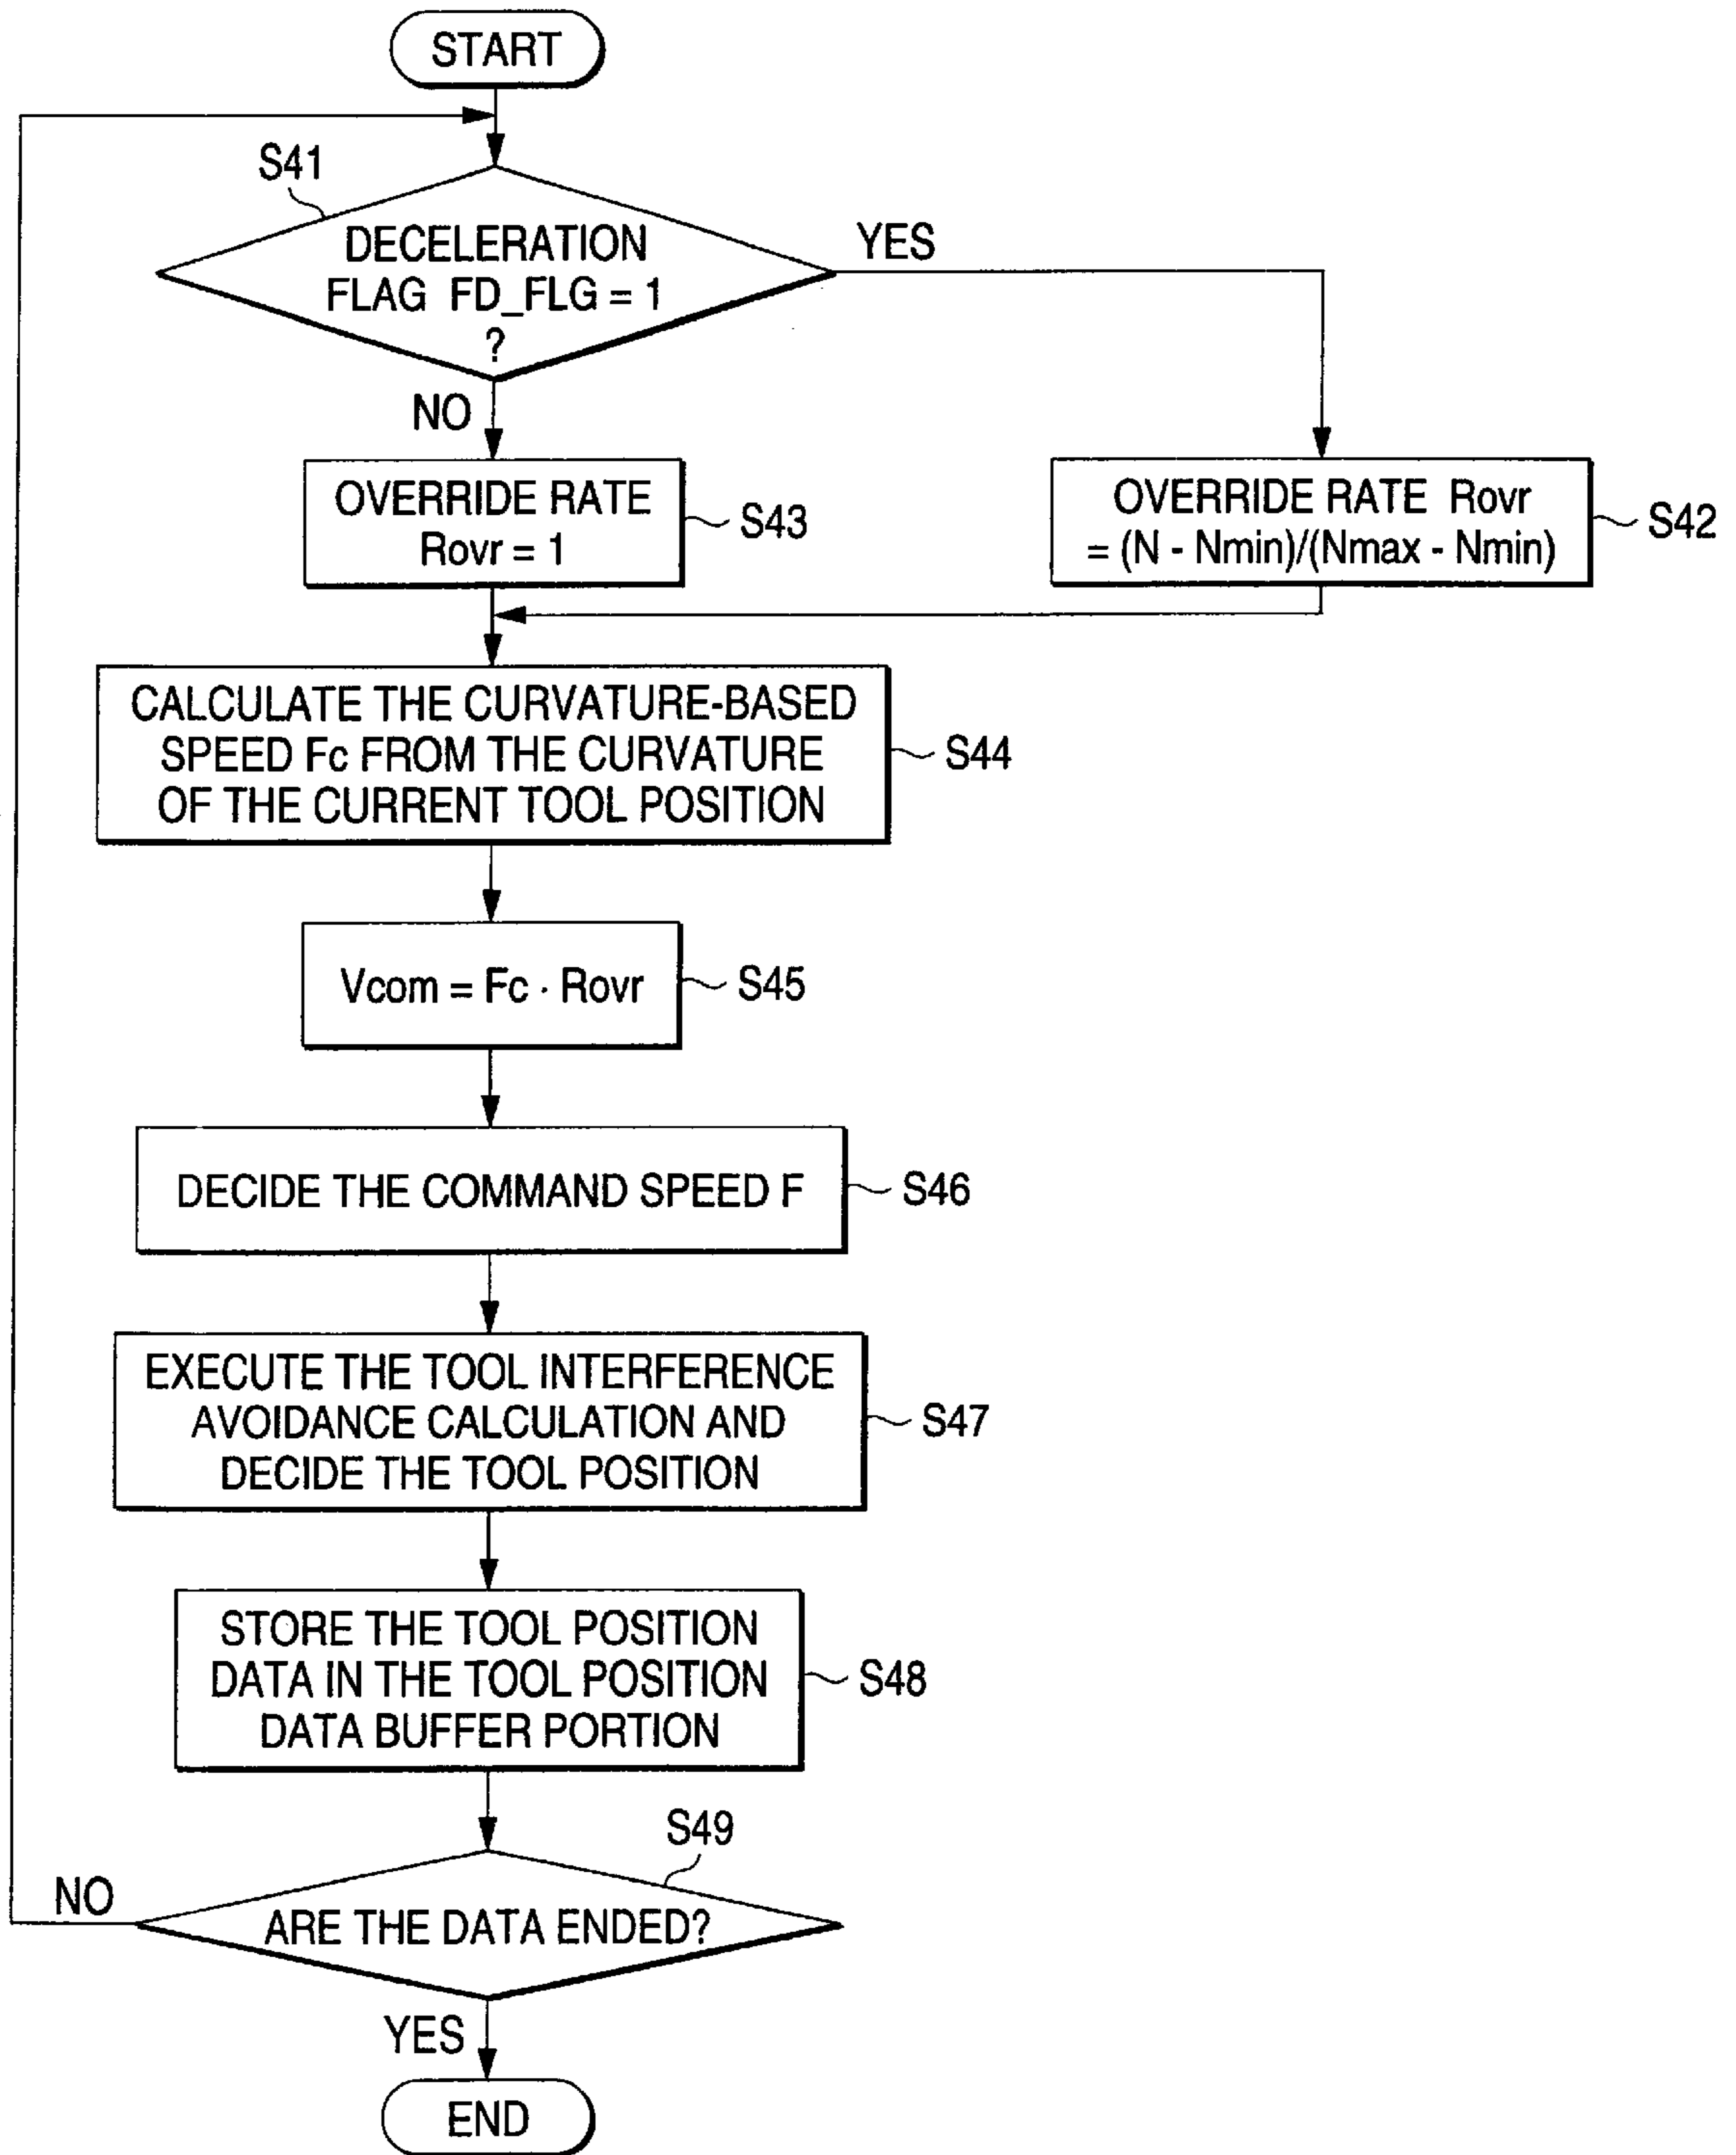 START
S41
DECELERATION
FLAG FD_FLG = 1
?
YES
NO
OVERRIDE RATE
Rovr = 1
S43
OVERRIDE RATE Rovr
= (N - Nmin)/(Nmax - Nmin)
S42
CALCULATE THE CURVATURE-BASED
SPEED Fc FROM THE CURVATURE
OF THE CURRENT TOOL POSITION
S44
Vcom = Fc · Rovr
S45
DECIDE THE COMMAND SPEED F
S46
EXECUTE THE TOOL INTERFERENCE
AVOIDANCE CALCULATION AND
DECIDE THE TOOL POSITION
S47
STORE THE TOOL POSITION
DATA IN THE TOOL POSITION
DATA BUFFER PORTION
S48
S49
NO
ARE THE DATA ENDED?
YES
END